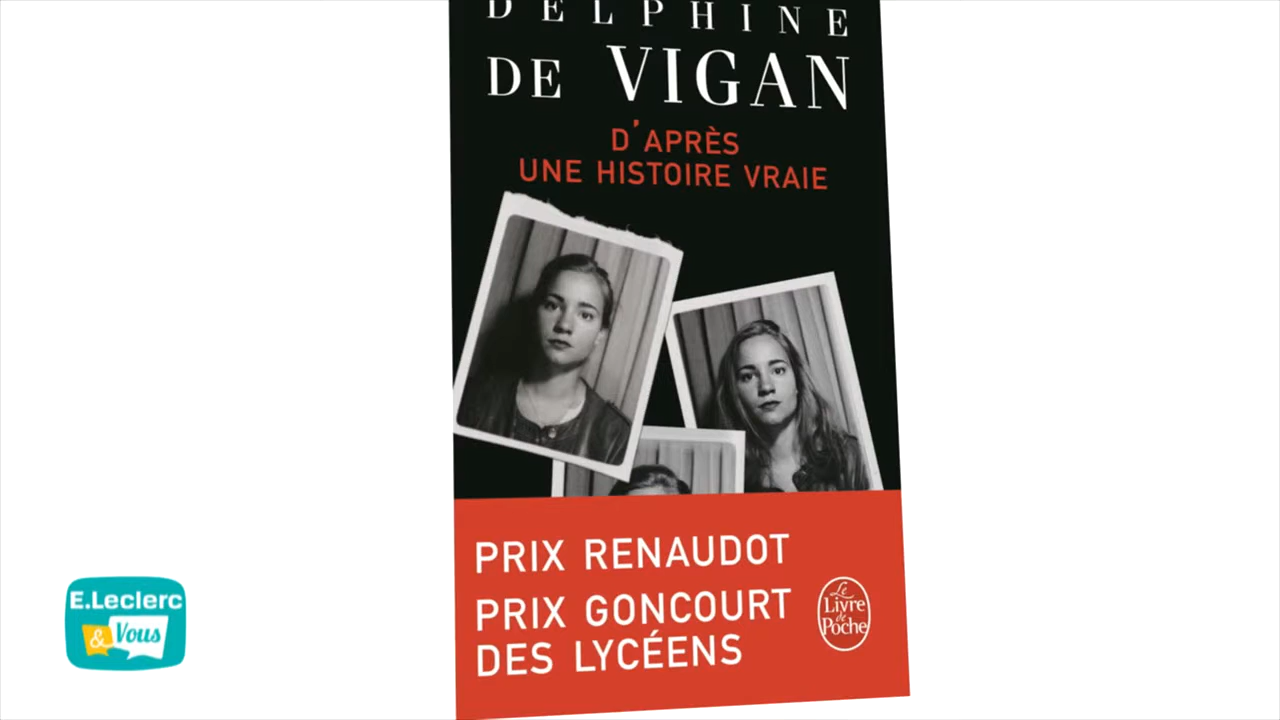 DELPHINE
DE VIGAN
D'APRÈS
UNE HISTOIRE VRAIE
PRIX RENAUDOT
PRIX GONCOURT
DES LYCÉENS
Le
Livre
de
Poche
E.Leclerc
& Vous